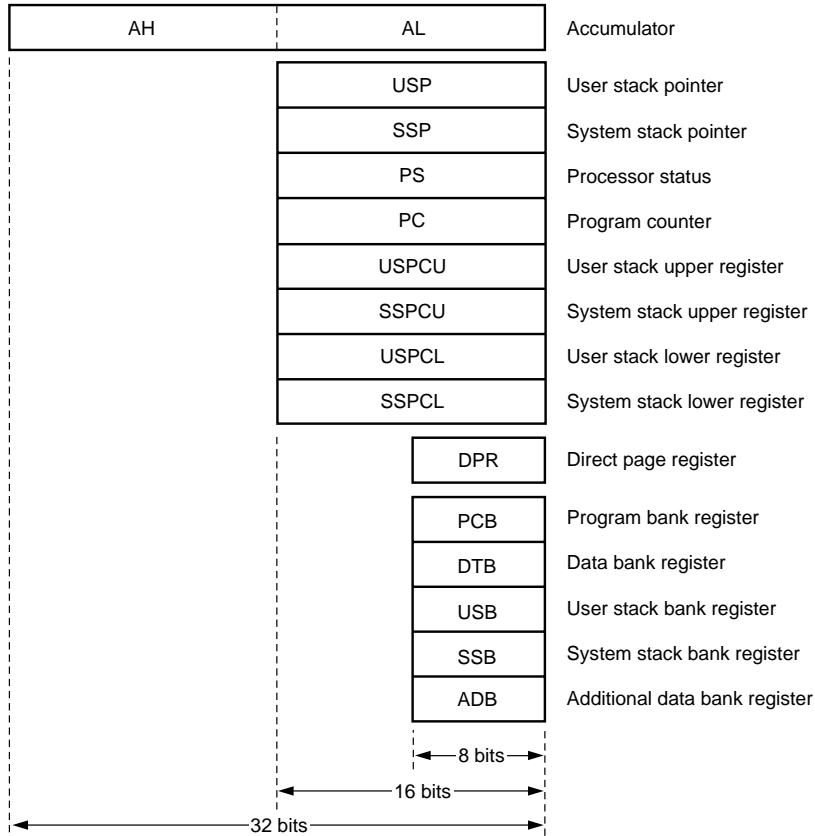 AH AL Accumulator
USP User stack pointer
SSP System stack pointer
PS Processor status
PC Program counter
USPCU User stack upper register
SSPCU System stack upper register
USPCL User stack lower register
SSPCL System stack lower register
DPR Direct page register
PCB Program bank register
DTB Data bank register
USB User stack bank register
SSB System stack bank register
ADB Additional data bank register
8 bits
16 bits
32 bits